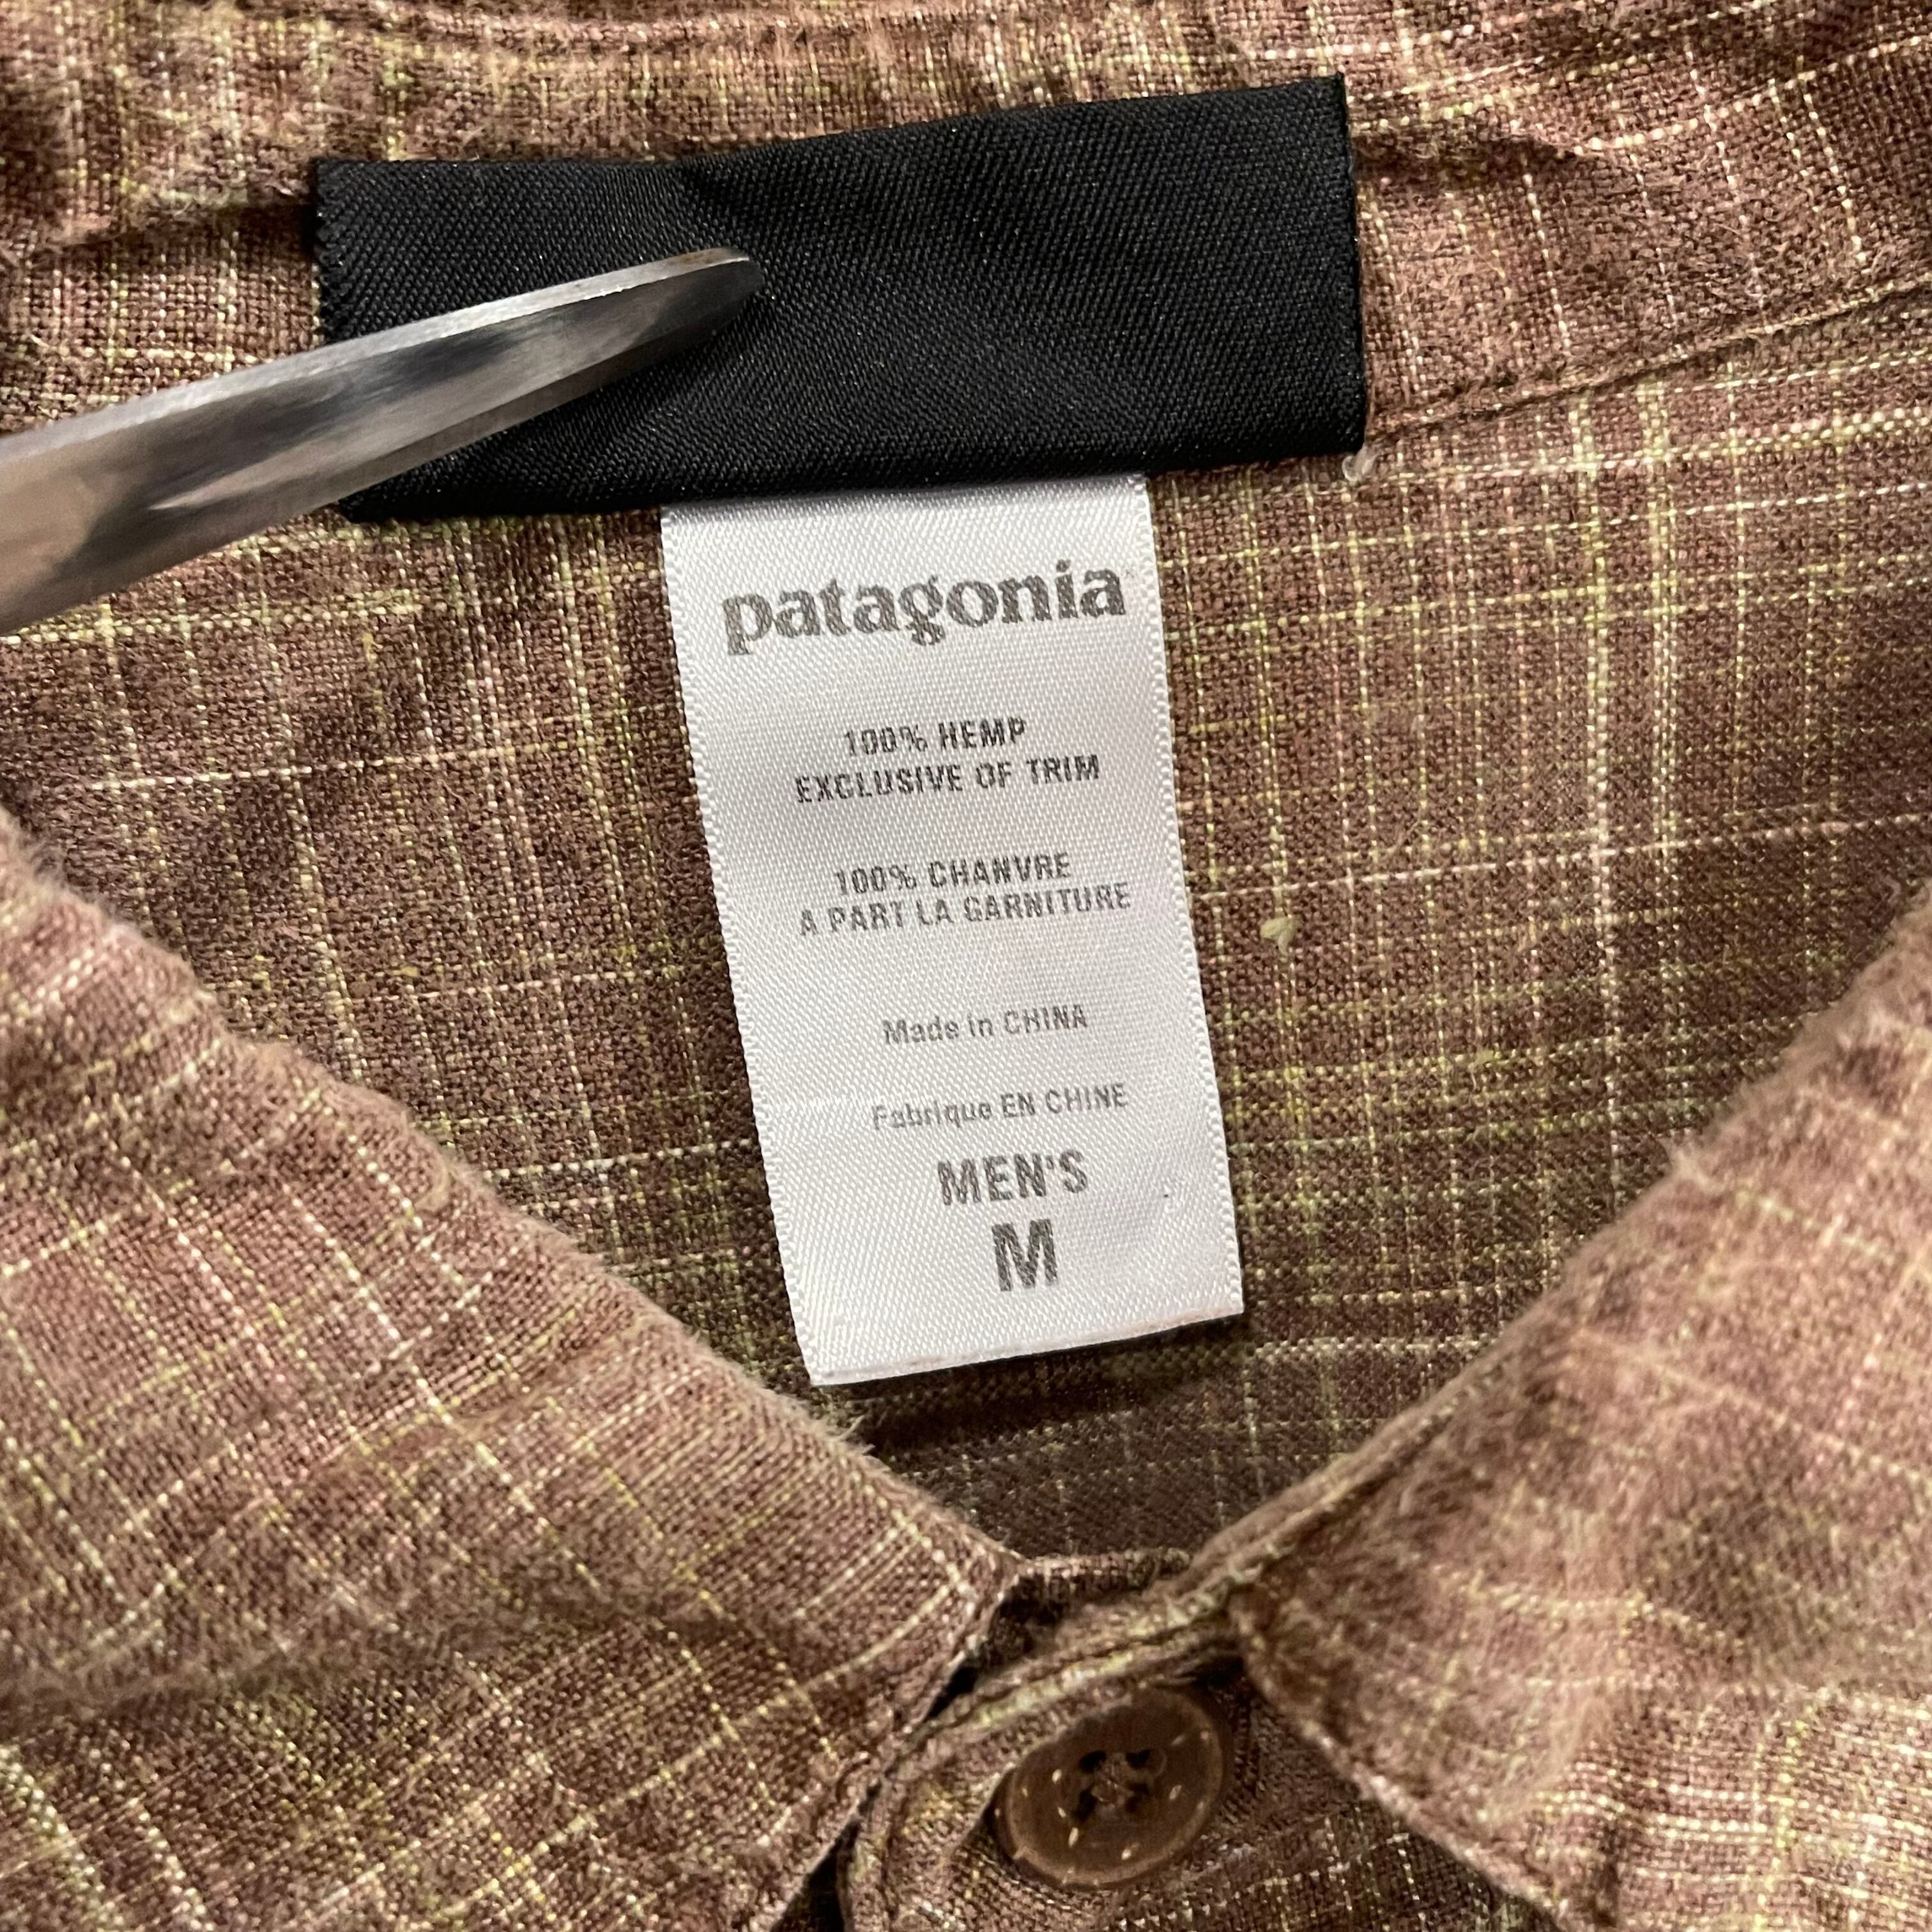 patagonia
100% HEMP
EXCLUSIVE OF TRIM
100% CHANVRE
A PART LA GARNITURE
Made in CHINA
Fabrique EN CHINE
MEN'S
M